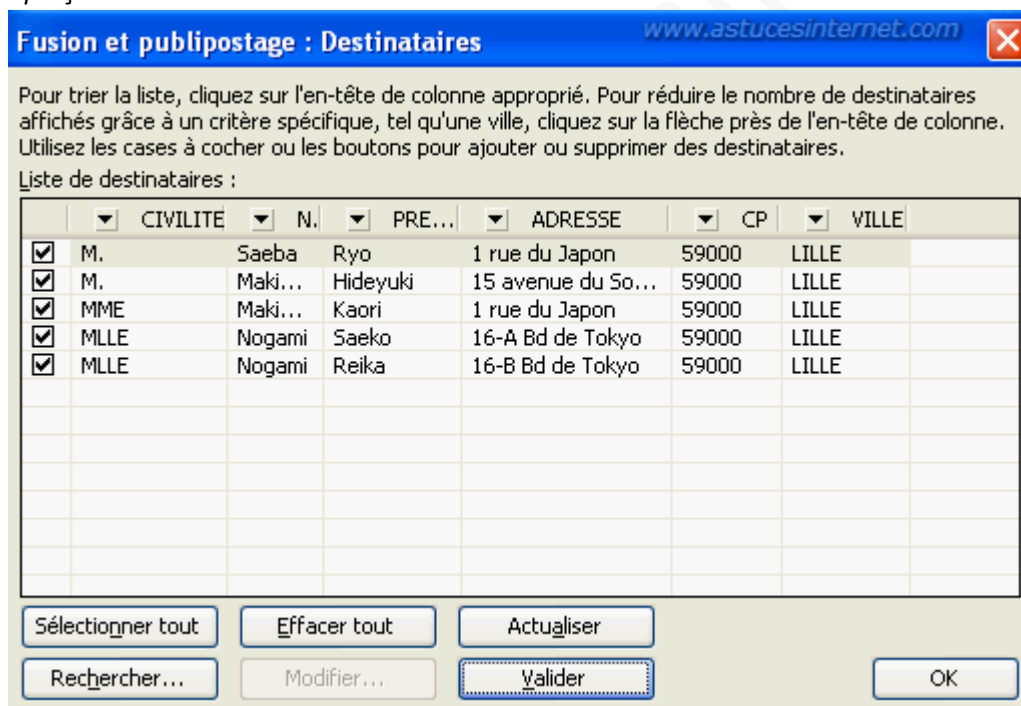 www.astucesinternet.com
Fusion et publipostage : Destinataires
Pour trier la liste, cliquez sur l'en-tête de colonne approprié. Pour réduire le nombre de destinataires
affichés grâce à un critère spécifique, tel qu'une ville, cliquez sur la flèche près de l'en-tête de colonne.
Utilisez les cases à cocher ou les boutons pour ajouter ou supprimer des destinataires.
Liste de destinataires :
CIVILITE N. PRE... ADRESSE CP VILLE
M. Saeba Ryo 1 rue du Japon 59000 LILLE
M. Maki... Hideyuki 15 avenue du So... 59000 LILLE
MME Maki... Kaori 1 rue du Japon 59000 LILLE
MLLE Nogami Saeko 16-A Bd de Tokyo 59000 LILLE
MLLE Nogami Reika 16-B Bd de Tokyo 59000 LILLE
Sélectionner tout Effacer tout Actualiser
Rechercher... Modifier... Valider OK